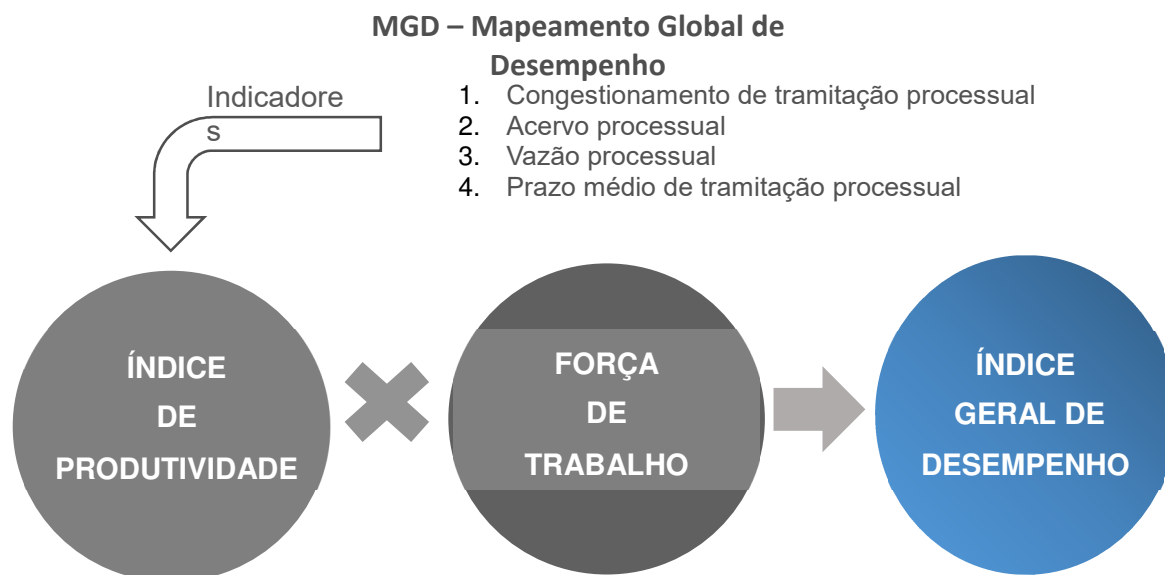 MGD – Mapeamento Global de
Desempenho
Indicadore
s
1. Congestionamento de tramitação processual
2. Acervo processual
3. Vazão processual
4. Prazo médio de tramitação processual
ÍNDICE
DE
PRODUTIVIDADE
FORÇA
DE
TRABALHO
ÍNDICE
GERAL DE
DESEMPENHO